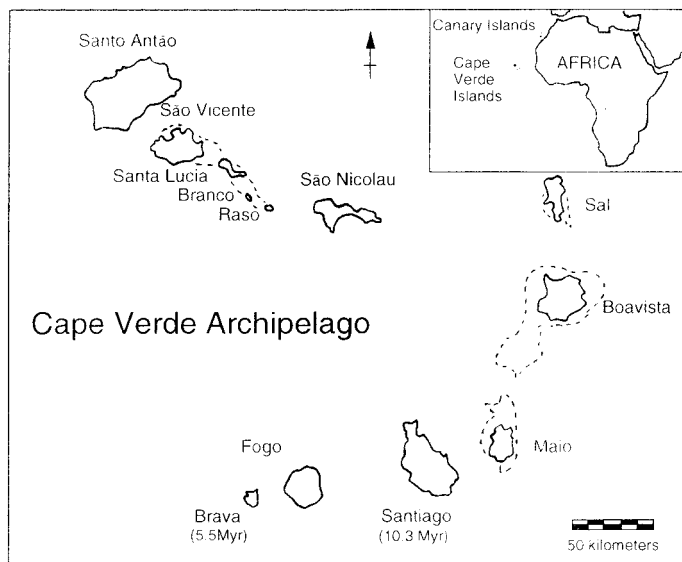 Santo Antão
São Vicente
Santa Lucia
Branco
Raso
São Nicolau
Canary Islands
Cape
Verde
Islands
AFRICA
Sal
Boavista
Cape Verde Archipelago
Fogo
Maio
Brava
(5.5Myr)
Santiago
(10.3 Myr)
50 kilometers